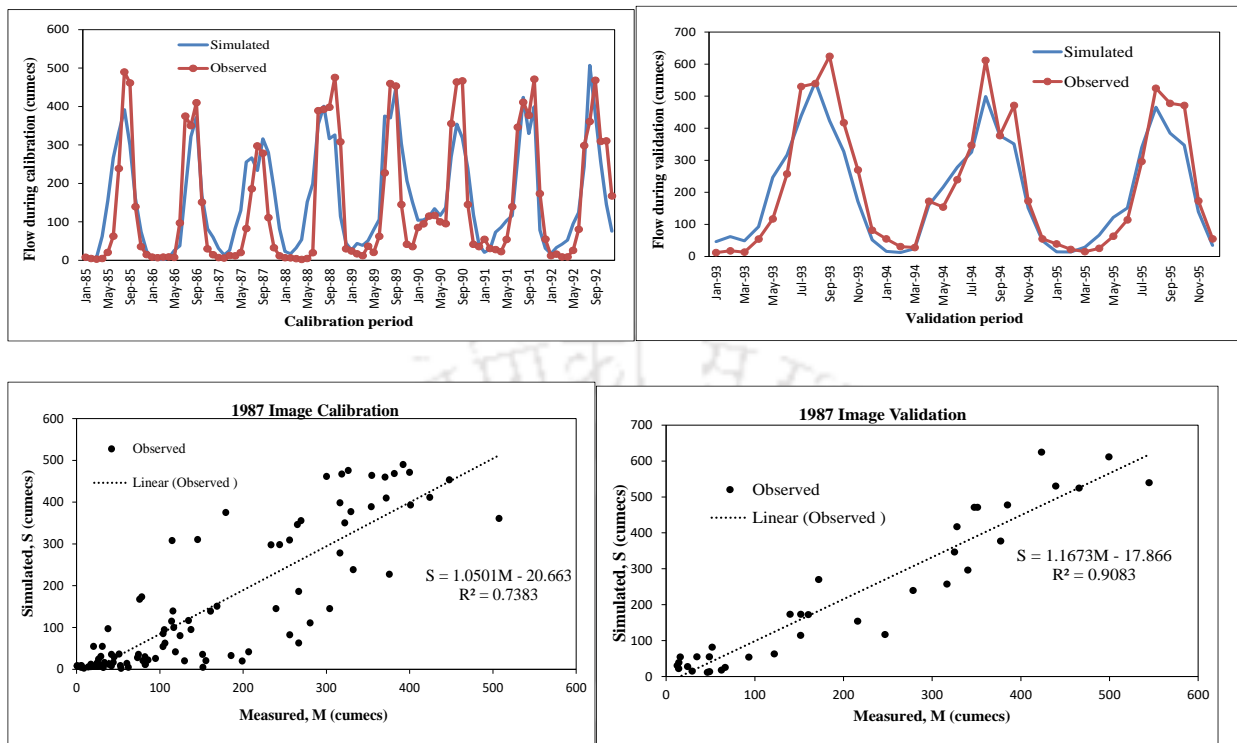 Flow during calibration (cumecs)
600
500
400
300
200
100
0
Simulated
Observed
Jan-85
May-85
Sep-85
Jan-86
May-86
Sep-86
Jan-87
May-87
Sep-87
Jan-88
May-88
Sep-88
Jan-89
May-89
Sep-89
Jan-90
May-90
Sep-90
Jan-91
May-91
Sep-91
Jan-92
May-92
Sep-92
Calibration period
Flow during validation (cumecs)
700
600
500
400
300
200
100
0
Simulated
Observed
Jan-93
Mar-93
May-93
Jul-93
Sep-93
Nov-93
Jan-94
Mar-94
May-94
Jul-94
Sep-94
Nov-94
Jan-95
Mar-95
May-95
Jul-95
Sep-95
Nov-95
Validation period
1987 Image Calibration
Simulated, S (cumecs)
600
500
400
300
200
100
0
Observed
Linear (Observed )
S = 1.0501M - 20.663
R² = 0.7383
0 100 200 300 400 500 600
Measured, M (cumecs)
1987 Image Validation
Simulated, S (cumecs)
700
600
500
400
300
200
100
0
Observed
Linear (Observed )
S = 1.1673M - 17.866
R² = 0.9083
0 100 200 300 400 500 600
Measured, M (cumecs)